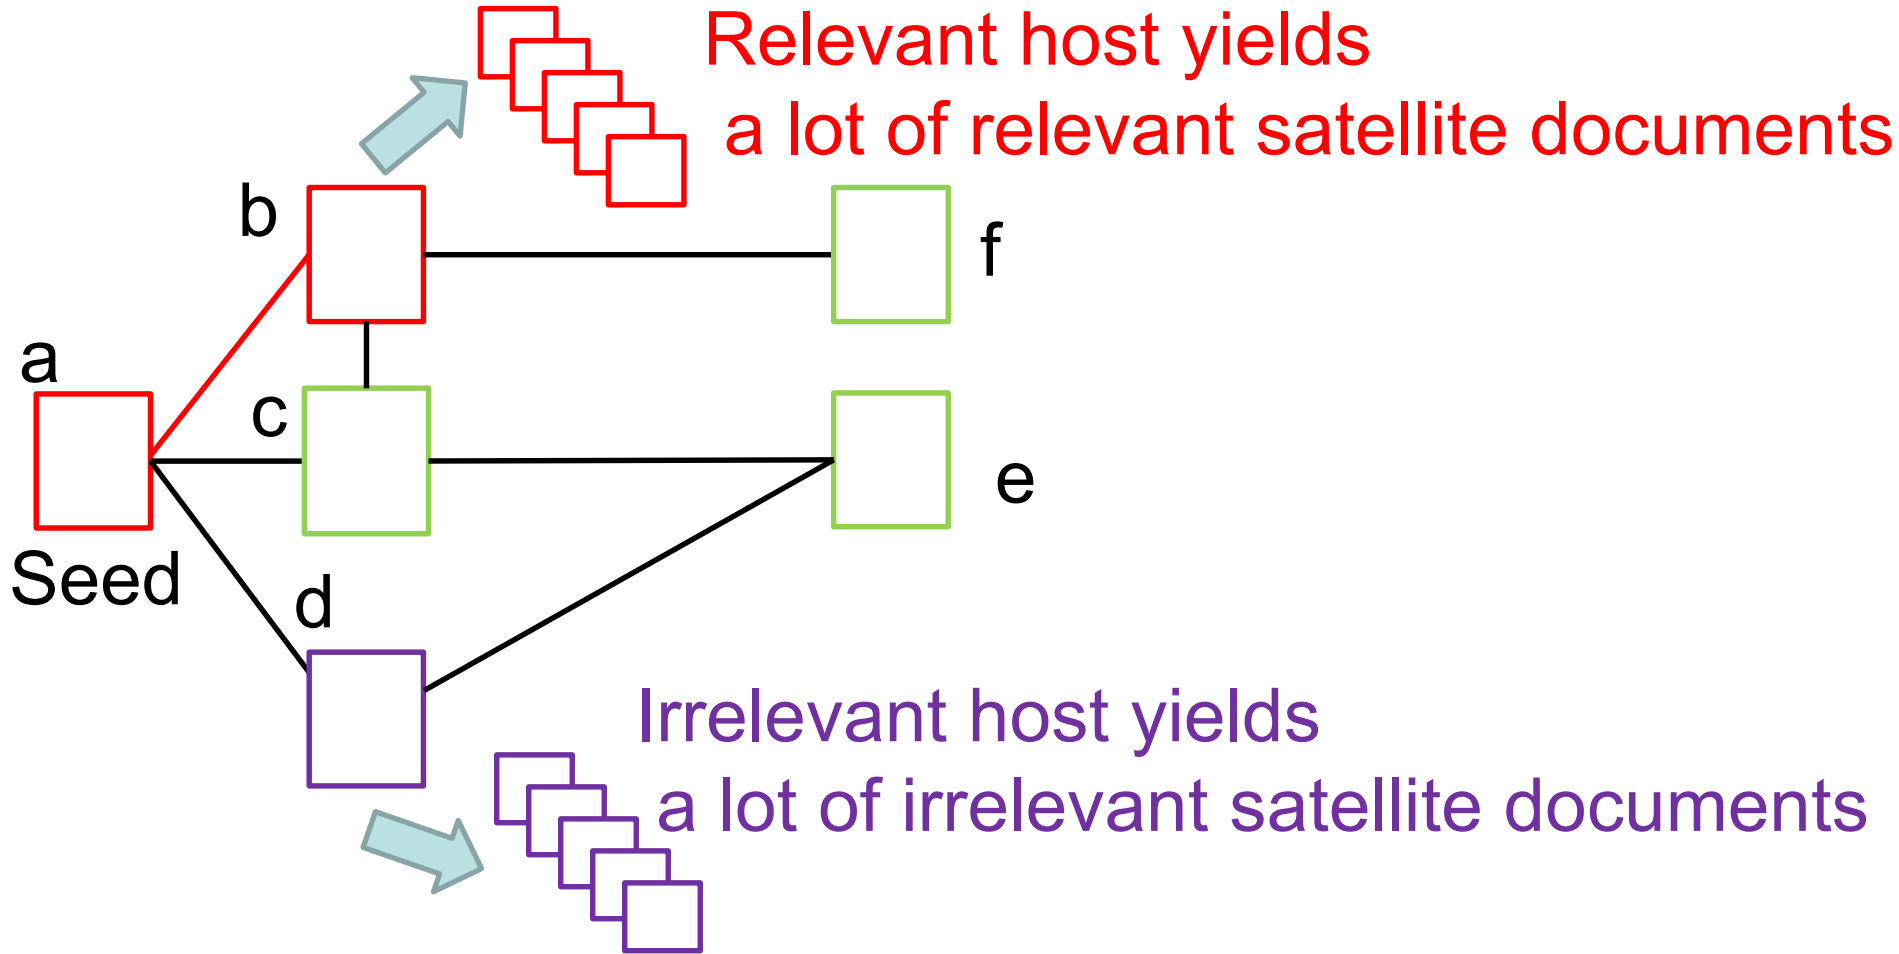 Relevant host yields
a lot of relevant satellite documents
b
f
a
c
e
Seed
d
Irrelevant host yields
a lot of irrelevant satellite documents